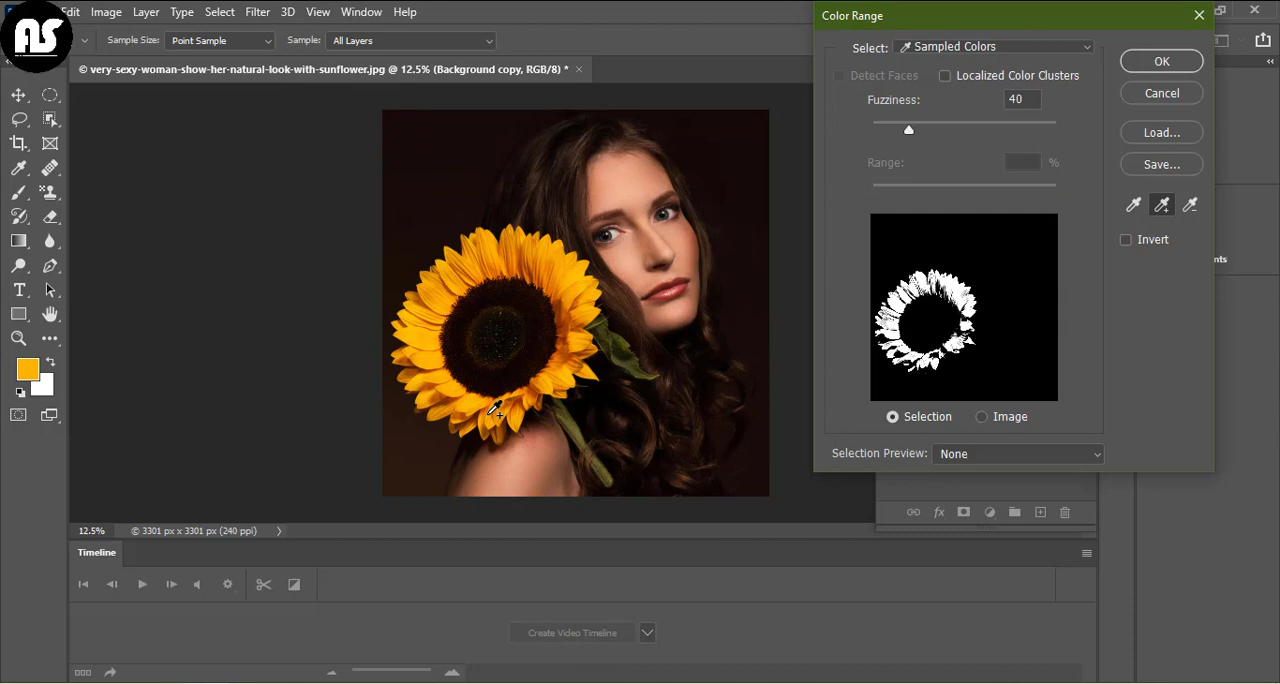 ALS
Edit Image Layer Type Select Filter 3D View Window Help
Color Range
Sample Size: Point Sample Sample: All Layers
Select: Sampled Colors
OK
© very-sexy-woman-show-her-natural-look-with-sunflower.jpg @ 12.5% (Background copy, RGB/8) *
Detect Faces Localized Color Clusters
Fuzziness: 40
Cancel
Load...
Range: %
Save...
Invert
Selection Image
Selection Preview: None
fx
12.5% © 3301 px x 3301 px (240 ppi)
Timeline
Create Video Timeline